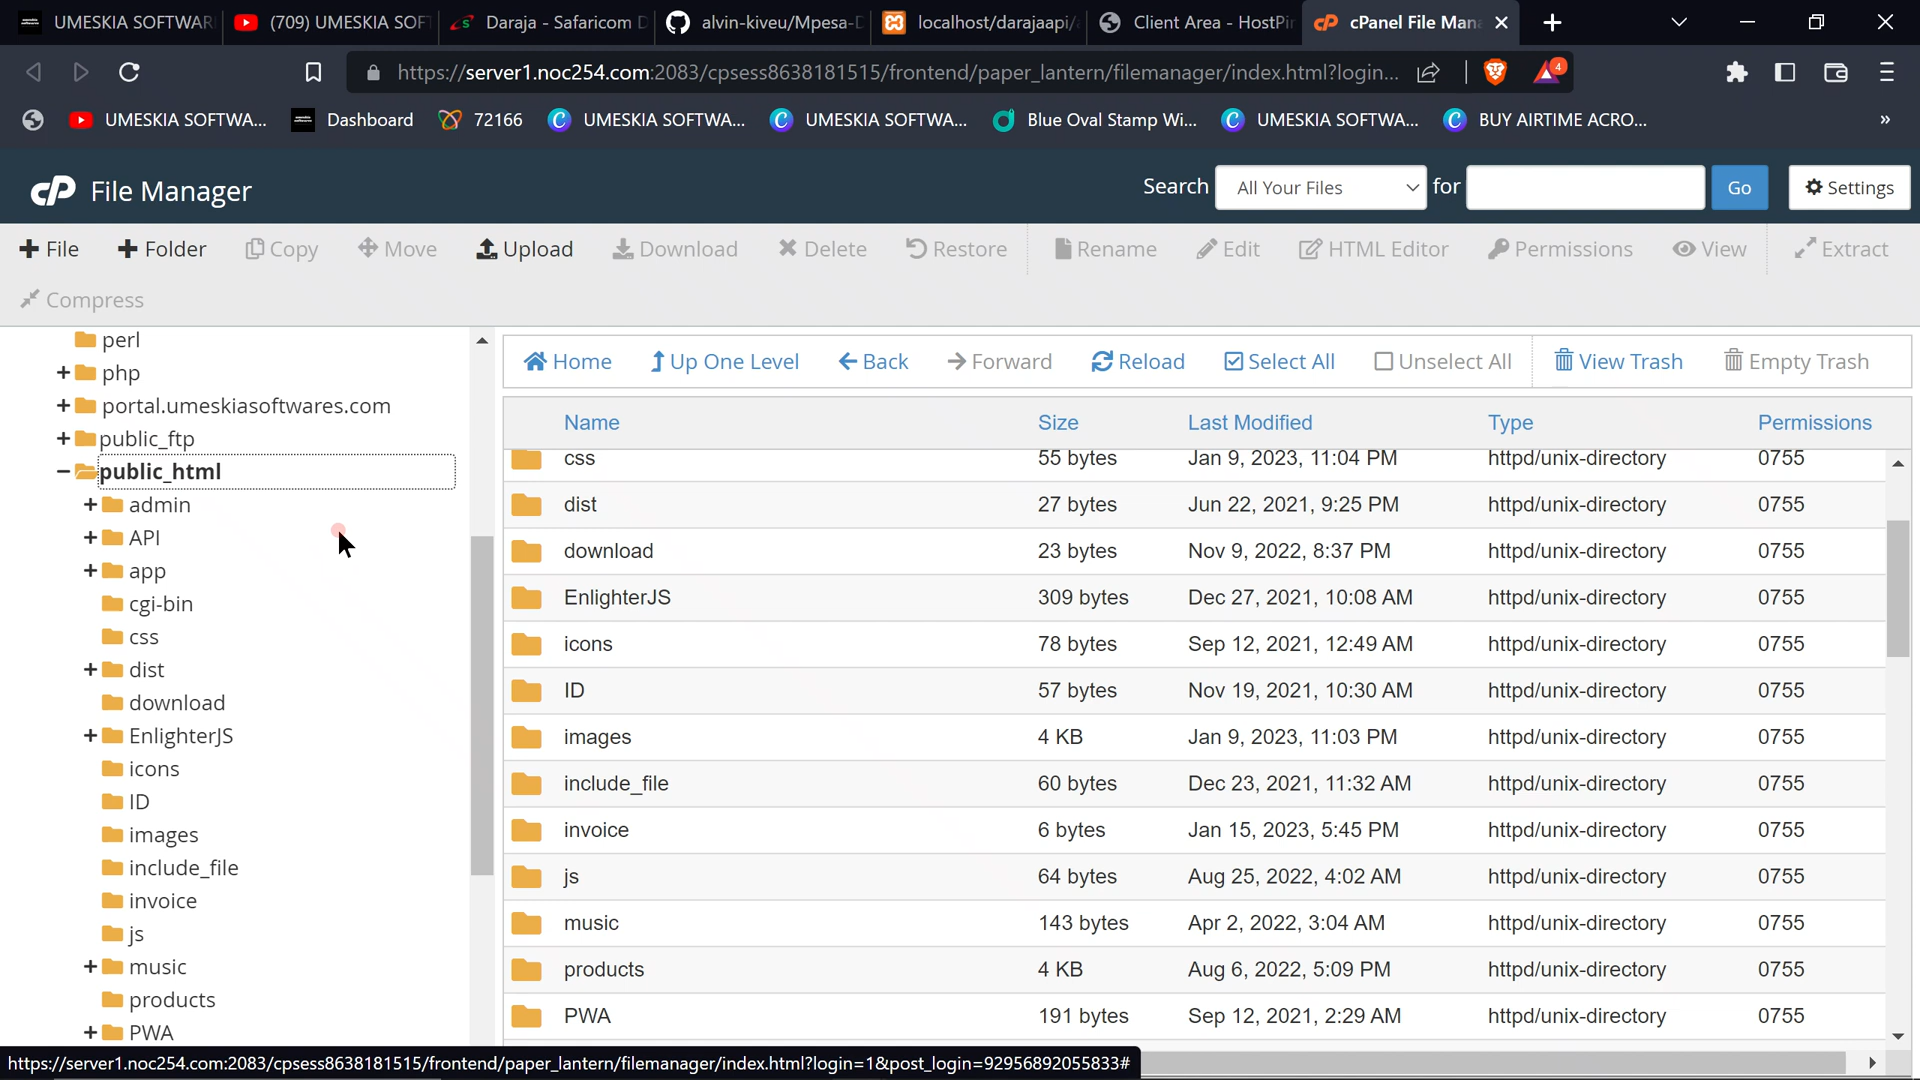 UMESKIA SOFTWAR
(709) UMESKIA SOF
Daraja - Safaricom D
alvin-kiveu/Mpesa-D
localhost/darajaapi/
Client Area - HostPi
cPanel File Man
https://server1.noc254.com:2083/cpsess8638181515/frontend/paper_lantern/filemanager/index.html?login...
4
UMESKIA SOFTWA...
Dashboard
72166
UMESKIA SOFTWA...
UMESKIA SOFTWA...
Blue Oval Stamp Wi...
UMESKIA SOFTWA...
BUY AIRTIME ACRO...
»
cP File Manager
Search
All Your Files
for
Go
Settings
File
Folder
Copy
Move
Upload
Download
Delete
Restore
Rename
Edit
HTML Editor
Permissions
View
Extract
Compress
perl
+ php
+ portal.umeskiasoftwares.com
+ public_ftp
− public_html
+ admin
+ API
+ app
cgi-bin
css
+ dist
download
+ EnlighterJS
icons
ID
images
include_file
invoice
js
+ music
products
+ PWA
Home
Up One Level
Back
Forward
Reload
Select All
Unselect All
View Trash
Empty Trash
Name Size Last Modified Type Permissions
css 55 bytes Jan 9, 2023, 11:04 PM httpd/unix-directory 0755
dist 27 bytes Jun 22, 2021, 9:25 PM httpd/unix-directory 0755
download 23 bytes Nov 9, 2022, 8:37 PM httpd/unix-directory 0755
EnlighterJS 309 bytes Dec 27, 2021, 10:08 AM httpd/unix-directory 0755
icons 78 bytes Sep 12, 2021, 12:49 AM httpd/unix-directory 0755
ID 57 bytes Nov 19, 2021, 10:30 AM httpd/unix-directory 0755
images 4 KB Jan 9, 2023, 11:03 PM httpd/unix-directory 0755
include_file 60 bytes Dec 23, 2021, 11:32 AM httpd/unix-directory 0755
invoice 6 bytes Jan 15, 2023, 5:45 PM httpd/unix-directory 0755
js 64 bytes Aug 25, 2022, 4:02 AM httpd/unix-directory 0755
music 143 bytes Apr 2, 2022, 3:04 AM httpd/unix-directory 0755
products 4 KB Aug 6, 2022, 5:09 PM httpd/unix-directory 0755
PWA 191 bytes Sep 12, 2021, 2:29 AM httpd/unix-directory 0755
https://server1.noc254.com:2083/cpsess8638181515/frontend/paper_lantern/filemanager/index.html?login=1&post_login=92956892055833#